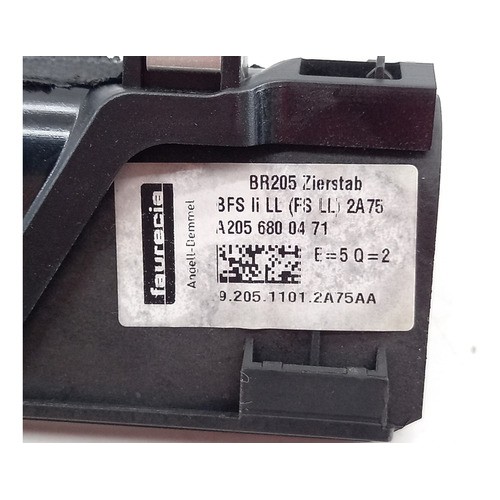 faurecia
Angell-Demmel
BR205 Zierstab
BFS li LL (FS LL) 2A75
A205 680 04 71
E=5 Q=2
9.205.1101.2A75AA